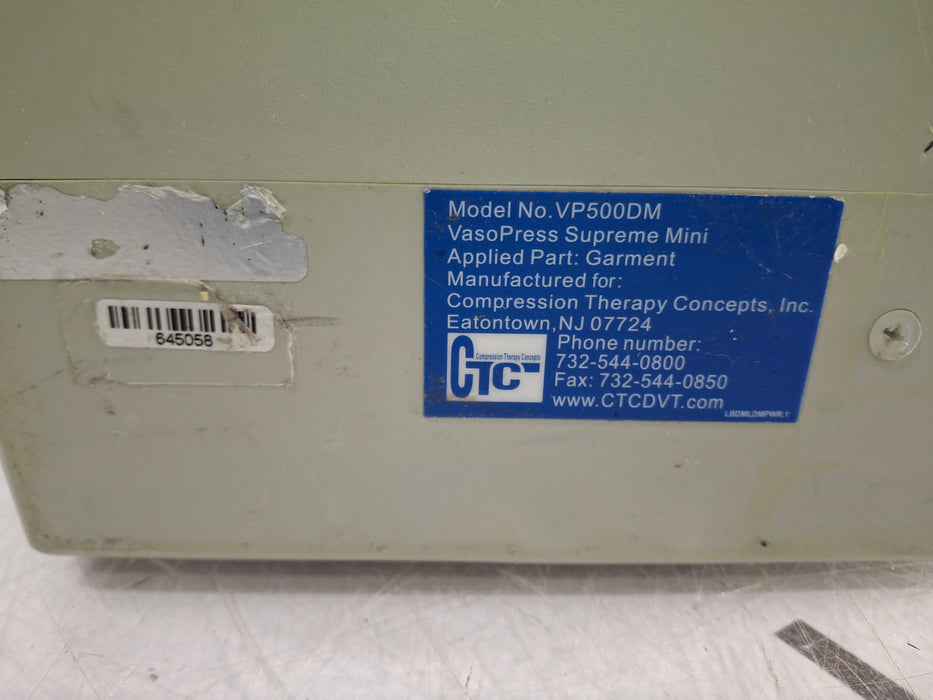 Model No.VP500DM
VasoPress Supreme Mini
Applied Part: Garment
Manufactured for:
Compression Therapy Concepts, Inc.
Eatontown,NJ 07724
Phone number:
732-544-0800
Fax: 732-544-0850
www.CTCDVT.com
CTC
Compression Therapy Concepts
LBDMLDMPWR.1
645058